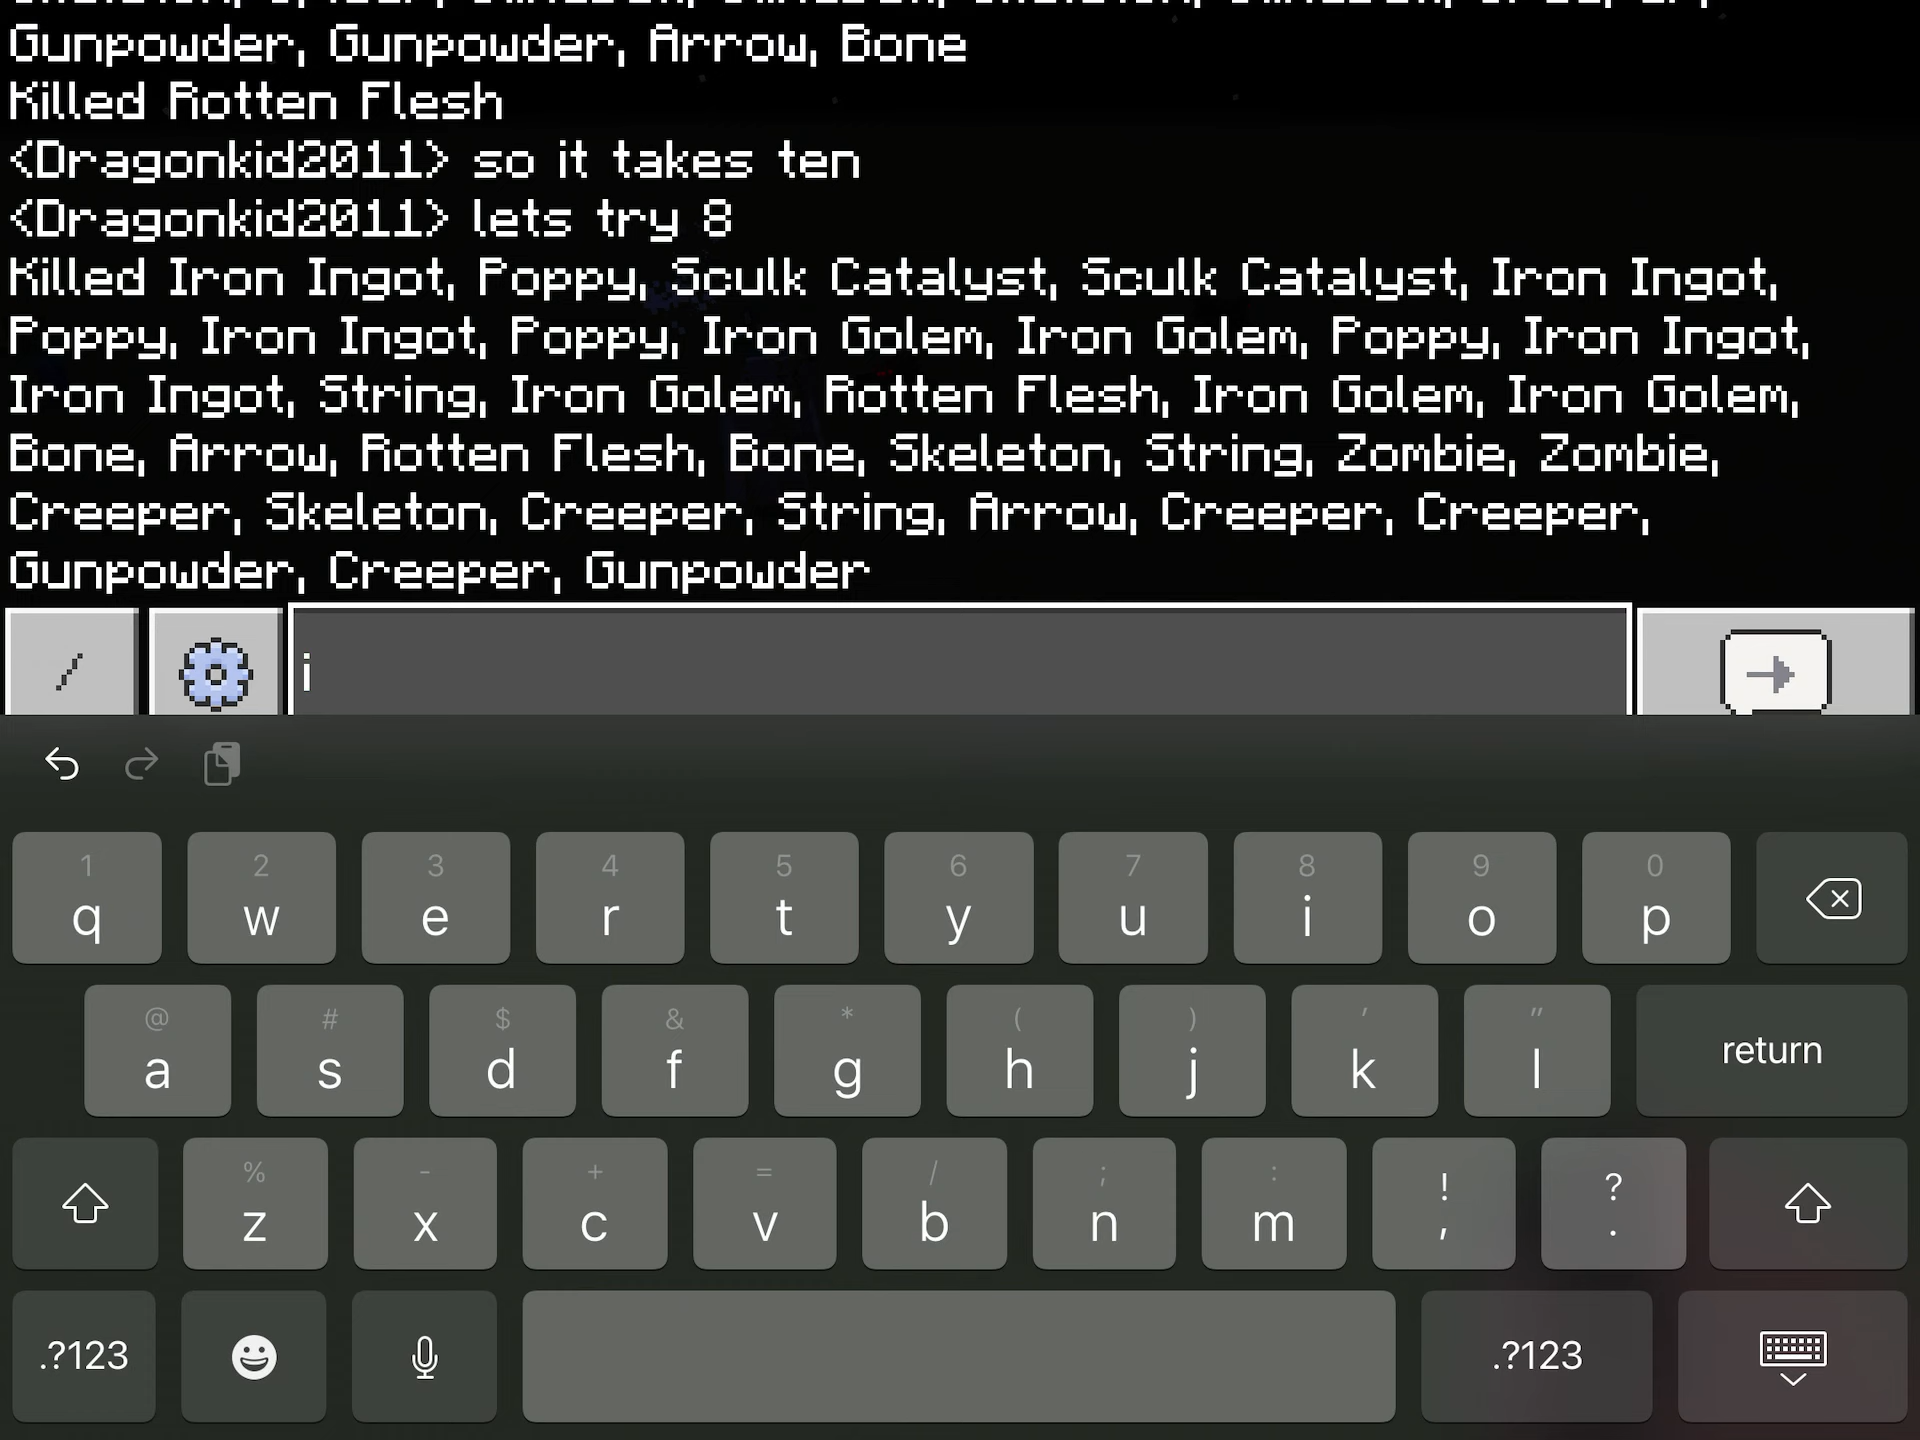 Gunpowder, Gunpowder, Arrow, Bone
Killed Rotten Flesh
<Dragonkid2011> so it takes ten
<Dragonkid2011> lets try 8
Killed Iron Ingot, Poppy, Sculk Catalyst, Sculk Catalyst, Iron Ingot,
Poppy, Iron Ingot, Poppy, Iron Golem, Iron Golem, Poppy, Iron Ingot,
Iron Ingot, String, Iron Golem, Rotten Flesh, Iron Golem, Iron Golem,
Bone, Arrow, Rotten Flesh, Bone, Skeleton, String, Zombie, Zombie,
Creeper, Skeleton, Creeper, String, Arrow, Creeper, Creeper,
Gunpowder, Creeper, Gunpowder
/ i
1 2 3 4 5 6 7 8 9 0
q w e r t y u i o p
@ # $ & * ( ) ' "
a s d f g h j k l return
% - + = / ; : ! ?
z x c v b n m , .
.?123 .?123